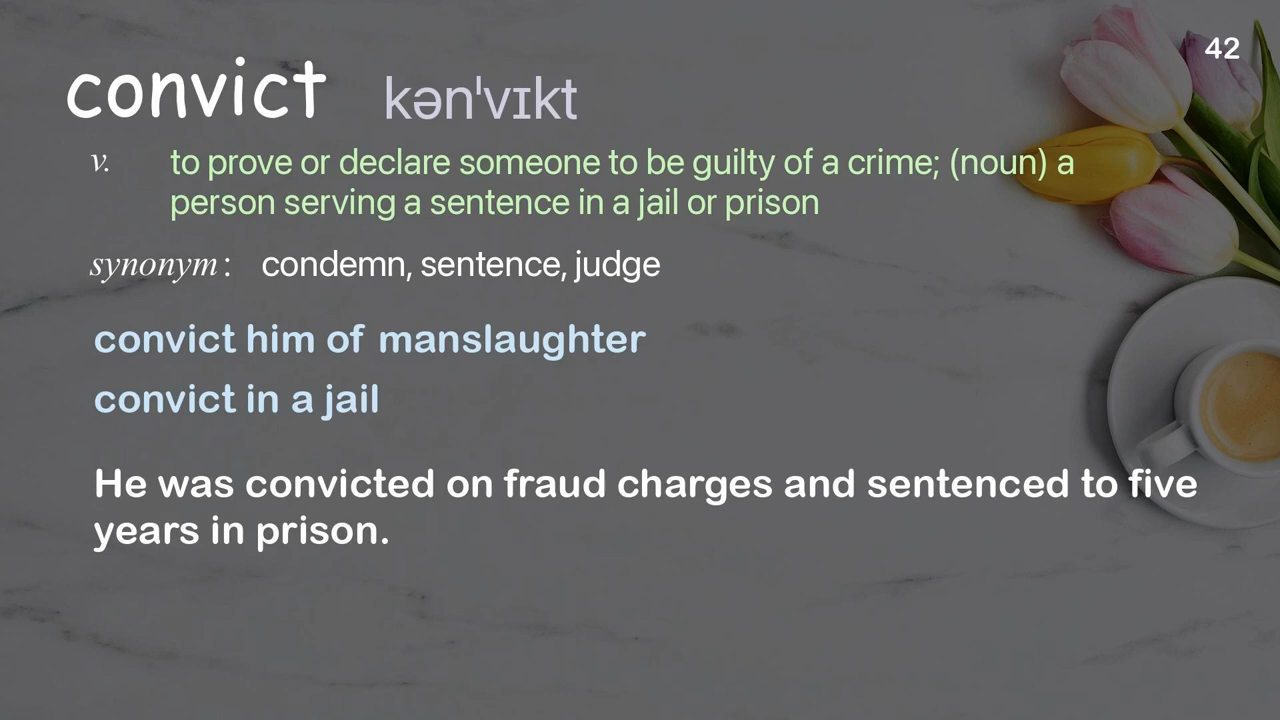 42
convict kənˈvɪkt
v. to prove or declare someone to be guilty of a crime; (noun) a
person serving a sentence in a jail or prison
synonym : condemn, sentence, judge
convict him of manslaughter
convict in a jail
He was convicted on fraud charges and sentenced to five
years in prison.